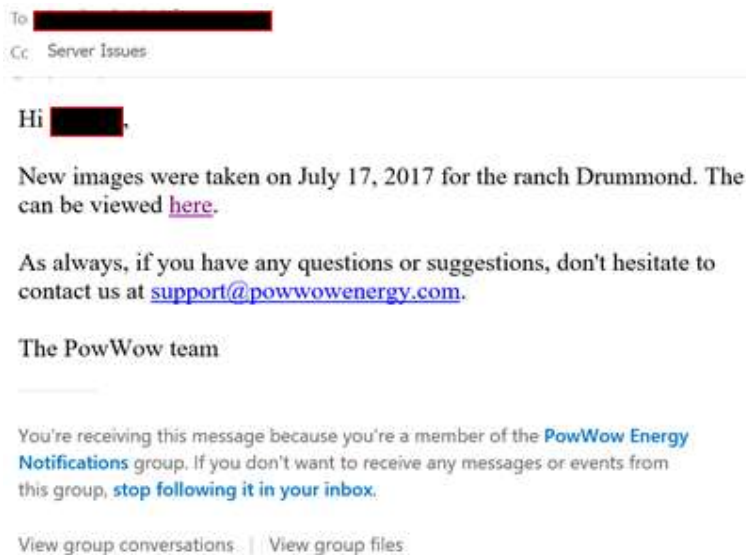 To
Cc Server Issues
Hi ,
New images were taken on July 17, 2017 for the ranch Drummond. The
can be viewed here.
As always, if you have any questions or suggestions, don't hesitate to
contact us at support@powwowenergy.com.
The PowWow team
You're receiving this message because you're a member of the PowWow Energy
Notifications group. If you don't want to receive any messages or events from
this group, stop following it in your inbox.
View group conversations | View group files